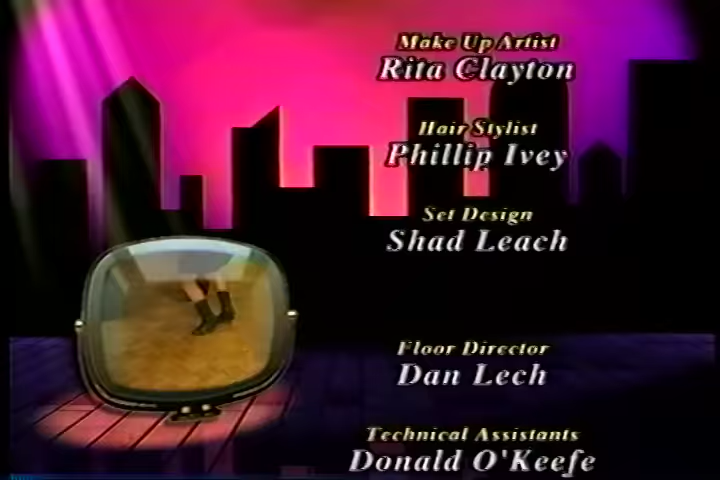 Make Up Artist
Rita Clayton
Hair Stylist
Phillip Ivey
Set Design
Shad Leach
Floor Director
Dan Lech
Technical Assistants
Donald O'Keefe